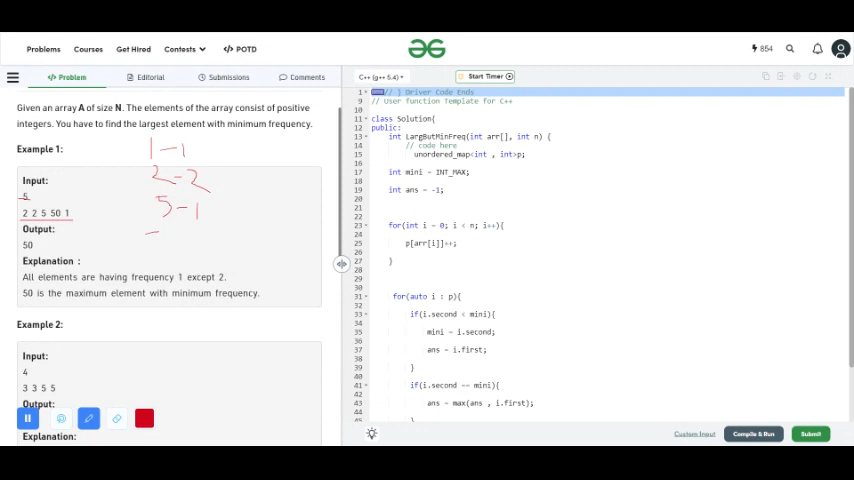 Problems Courses Get Hired Contests </> POTD 854
</> Problem Editorial Submissions Comments
C++ (g++ 5.4) Start Timer
Given an array A of size N. The elements of the array consist of positive
integers. You have to find the largest element with minimum frequency.
Example 1:
Input:
5
2 2 5 50 1
Output:
50
Explanation :
All elements are having frequency 1 except 2.
50 is the maximum element with minimum frequency.
Example 2:
Input:
4
3 3 5 5
Output:
Explanation:
1 - 1
2 - 2
5 - 1
1 // } Driver Code Ends
9 // User function Template for C++
10
11 class Solution{
12 public:
13 int LargButMinFreq(int arr[], int n) {
14 // code here
15 unordered_map<int , int>p;
16
17 int mini = INT_MAX;
18
19 int ans = -1;
20
21
22
23 for(int i = 0; i < n; i++){
24
25 p[arr[i]]++;
26
27 }
28
29
30
31 for(auto i : p){
32
33 if(i.second < mini){
34
35 mini = i.second;
36
37 ans = i.first;
38
39 }
40
41 if(i.second == mini){
42
43 ans = max(ans , i.first);
44
Custom Input Compile & Run Submit